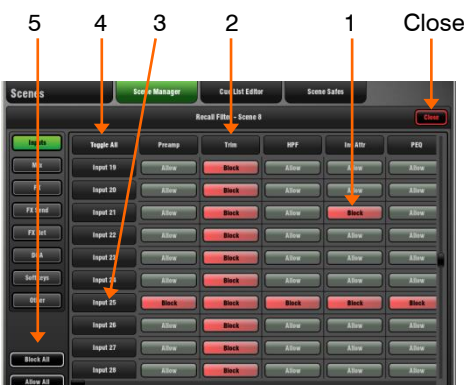 5 4 3 2 1 Close
Scenes Scene Manager Cue List Editor Scene Safes
Recall Filter - Scene 8 Close
Inputs Toggle All Preamp Trim HPF Ins Attr PEQ
Mix Input 19 Allow Block Allow Allow Allow
FX Input 20 Allow Block Allow Allow Allow
FX Send Input 21 Allow Block Allow Block Allow
FX Ret Input 22 Allow Block Allow Allow Allow
DCA Input 23 Allow Block Allow Allow Allow
Soft Keys Input 24 Allow Block Allow Allow Allow
Other Input 25 Block Block Block Block Block
Input 26 Allow Block Allow Allow Allow
Block All Input 27 Allow Block Allow Allow Allow
Allow All Input 28 Allow Block Allow Allow Allow